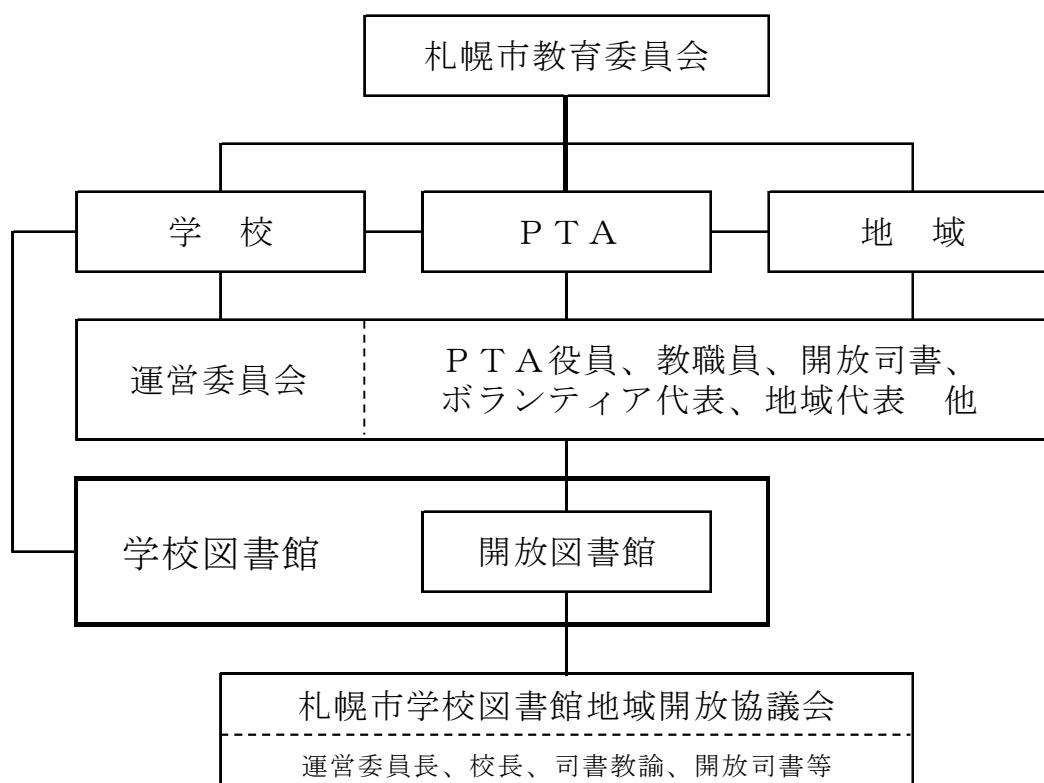 札幌市教育委員会
学　校
ＰＴＡ
地　域
運営委員会
ＰＴＡ役員、教職員、開放司書、
ボランティア代表、地域代表　他
学校図書館
開放図書館
札幌市学校図書館地域開放協議会
運営委員長、校長、司書教諭、開放司書等